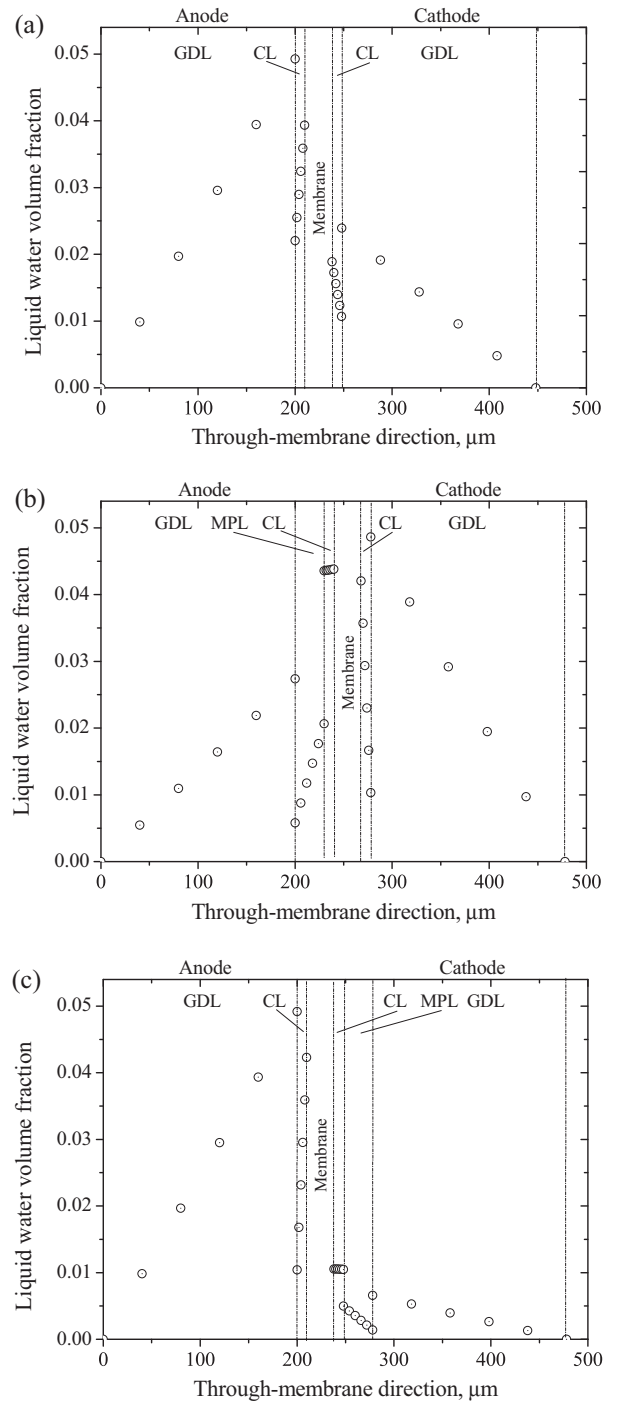 (a)
Anode Cathode
GDL CL CL GDL
Liquid water volume fraction
0.05
0.04
0.03
0.02
0.01
0.00
Membrane
0 100 200 300 400 500
Through-membrane direction, µm
(b)
Anode Cathode
GDL MPL CL CL GDL
Liquid water volume fraction
0.05
0.04
0.03
0.02
0.01
0.00
Membrane
0 100 200 300 400 500
Through-membrane direction, µm
(c)
Anode Cathode
GDL CL CL MPL GDL
Liquid water volume fraction
0.05
0.04
0.03
0.02
0.01
0.00
Membrane
0 100 200 300 400 500
Through-membrane direction, µm